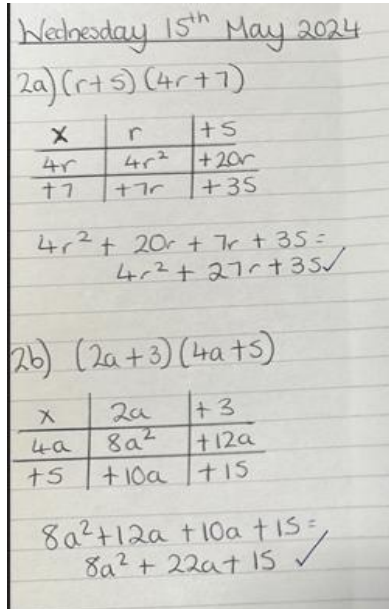 Wednesday 15th May 2024
2a) (r+5) (4r+7)
x | r | +5
4r | 4r² | +20r
+7 | +7r | +35
4r² + 20r + 7r + 35 =
4r² + 27r + 35 ✓
2b) (2a+3) (4a+5)
x | 2a | +3
4a | 8a² | +12a
+5 | +10a | +15
8a² + 12a + 10a + 15 =
8a² + 22a + 15 ✓